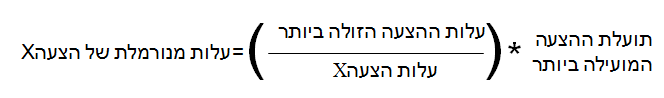 עלות מנורמלת של הצעהX=(עלות ההצעה הזולה ביותר
עלות הצעהX)*
תועלת ההצעה
המועילה ביותר